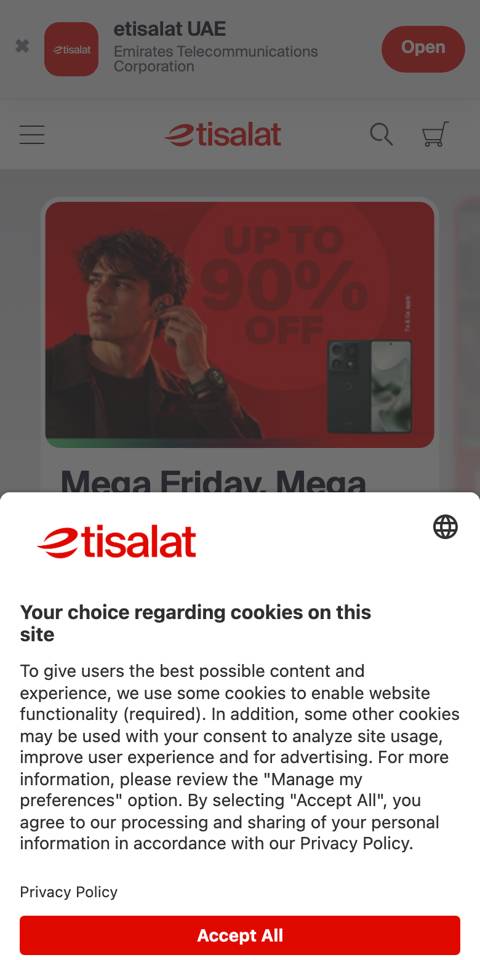 etisalat UAE
etisalat
Emirates Telecommunications
Corporation
Open
etisalat
UP TO
90%
OFF
Mega Friday, Mega
etisalat
Your choice regarding cookies on this
site
To give users the best possible content and
experience, we use some cookies to enable website
functionality (required). In addition, some other cookies
may be used with your consent to analyze site usage,
improve user experience and for advertising. For more
information, please review the "Manage my
preferences" option. By selecting "Accept All", you
agree to our processing and sharing of your personal
information in accordance with our Privacy Policy.
Privacy Policy
Accept All